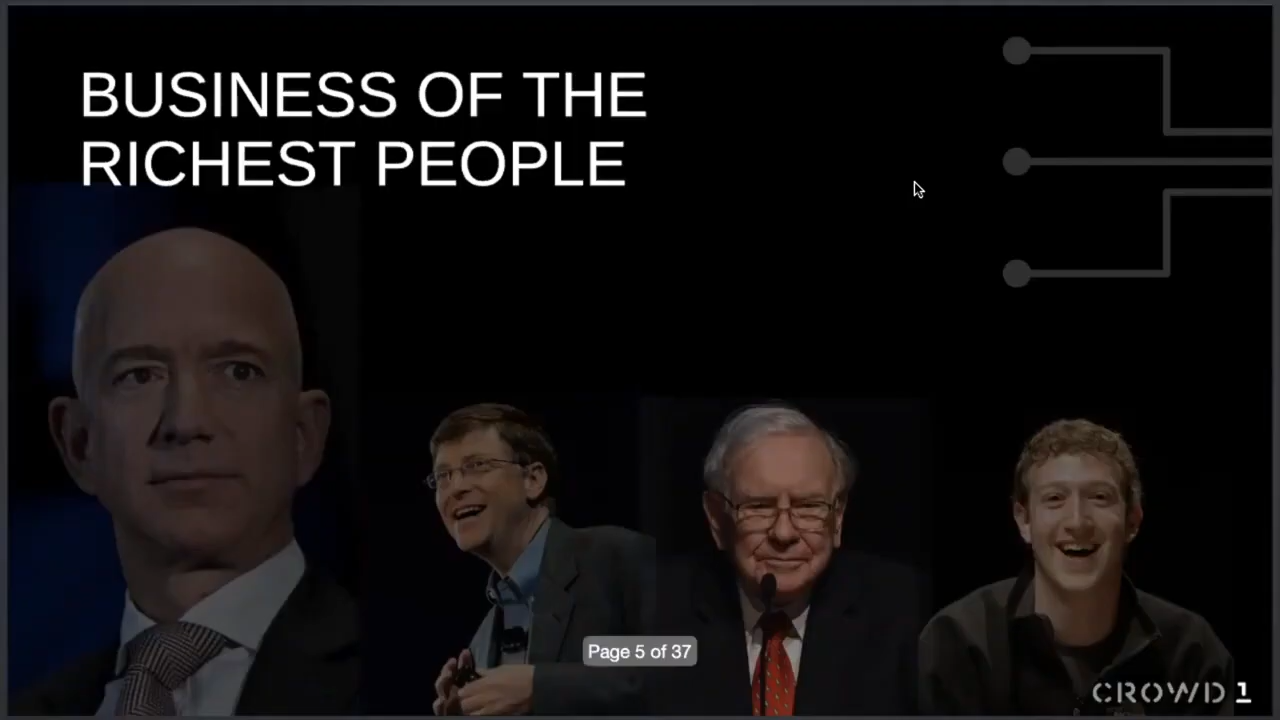 BUSINESS OF THE
RICHEST PEOPLE
Page 5 of 37
CROWD 1